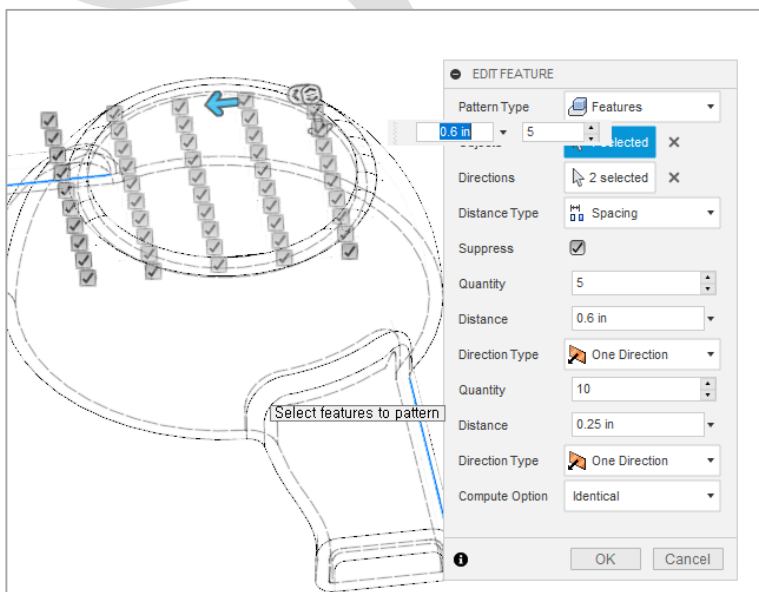 EDIT FEATURE
Pattern Type Features
0.6 in 5
selected
Directions 2 selected
Distance Type Spacing
Suppress
Quantity 5
Distance 0.6 in
Direction Type One Direction
Quantity 10
Distance 0.25 in
Direction Type One Direction
Compute Option Identical
Select features to pattern
OK Cancel